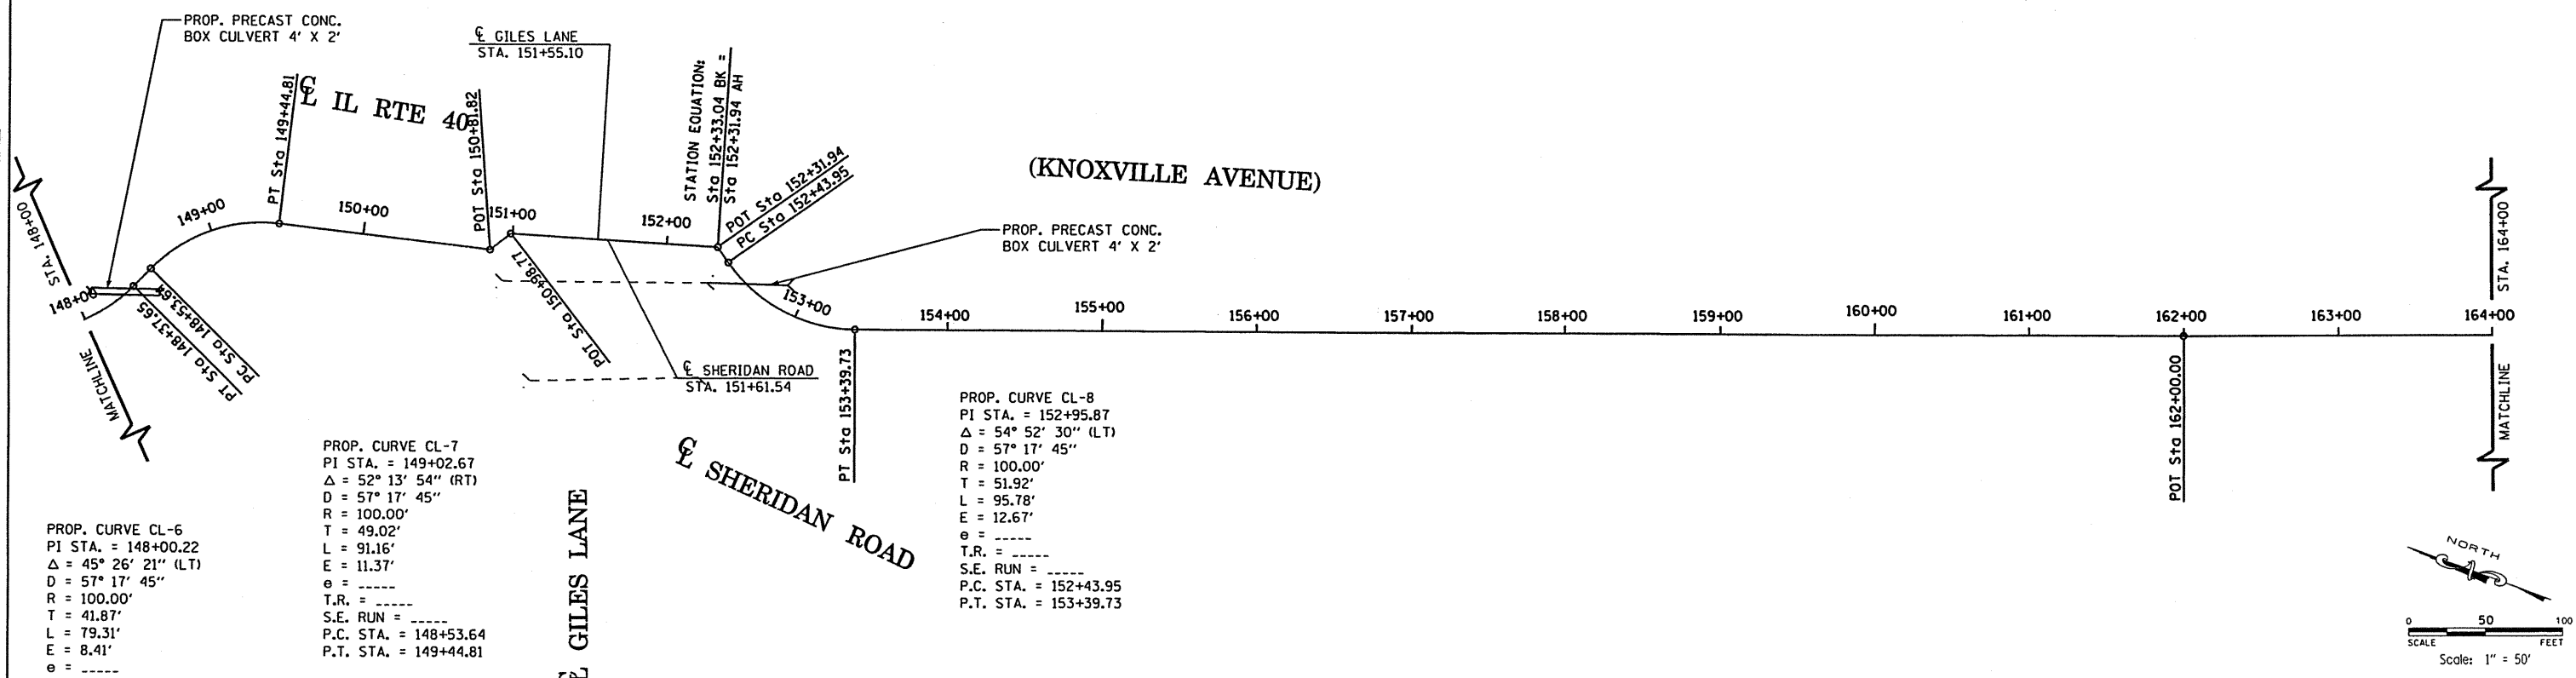 PROP. PRECAST CONC.
BOX CULVERT 4' X 2'
℄ GILES LANE
STA. 151+55.10
STATION EQUATION:
Sta 152+33.04 BK =
Sta 152+31.94 AH
℄ IL RTE 40
PT Sta 149+44.81
POT Sta 150+81.82
POT Sta 152+31.94
PC Sta 152+43.95
(KNOXVILLE AVENUE)
STA. 148+00
MATCHLINE
148+00
149+00
150+00
151+00
152+00
153+00
154+00
155+00
156+00
157+00
158+00
159+00
160+00
161+00
162+00
163+00
164+00
PT Sta 148+37.65
PC Sta 148+53.64
POT Sta 150+98.77
PROP. PRECAST CONC.
BOX CULVERT 4' X 2'
℄ SHERIDAN ROAD
STA. 151+61.54
PT Sta 153+39.73
POT Sta 162+00.00
STA. 164+00
MATCHLINE
PROP. CURVE CL-6
PI STA. = 148+00.22
Δ = 45° 26' 21" (LT)
D = 57° 17' 45"
R = 100.00'
T = 41.87'
L = 79.31'
E = 8.41'
e = -----
PROP. CURVE CL-7
PI STA. = 149+02.67
Δ = 52° 13' 54" (RT)
D = 57° 17' 45"
R = 100.00'
T = 49.02'
L = 91.16'
E = 11.37'
e = -----
T.R. = -----
S.E. RUN = -----
P.C. STA. = 148+53.64
P.T. STA. = 149+44.81
℄ GILES LANE
℄ SHERIDAN ROAD
PROP. CURVE CL-8
PI STA. = 152+95.87
Δ = 54° 52' 30" (LT)
D = 57° 17' 45"
R = 100.00'
T = 51.92'
L = 95.78'
E = 12.67'
e = -----
T.R. = -----
S.E. RUN = -----
P.C. STA. = 152+43.95
P.T. STA. = 153+39.73
NORTH
0 50 100
SCALE FEET
Scale: 1" = 50'